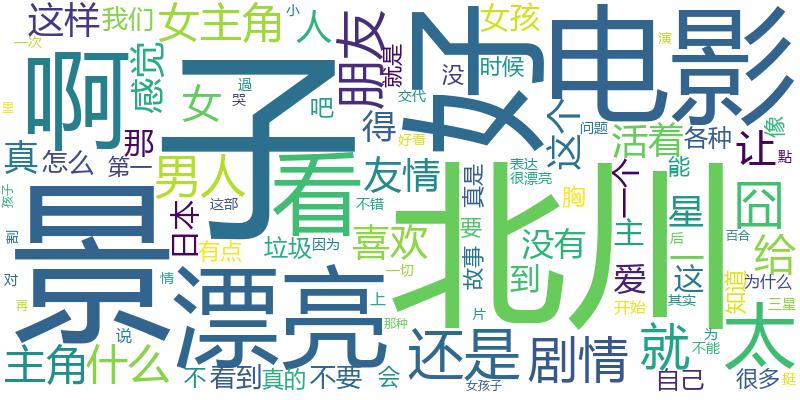 这样
我们
女主角
人
朋友
就是
好
没
女孩
时候
电影
演
小
一次
啊
感觉
女
過
哭
吧
子
得
交代
好看
这个
问题
活着
各种
让
像
點
里
真
怎么
那
第一
男人
看
友情
真是
表达
很漂亮
胸
一个
能
星
囧
孩子
这部
日本
不错
要
主
景
有点
垃圾
因为
喜欢
故事
没有
到
北川
爱
这
一
后
百合
给
割
对
情
漂亮
一切
上
那种
片
开始
其实
知道
为什么
三星
再
说
还是
剧情
就
为
不能
太
主角
什么
不
看到
真的
不要
会
女孩子
自己
很多
挺